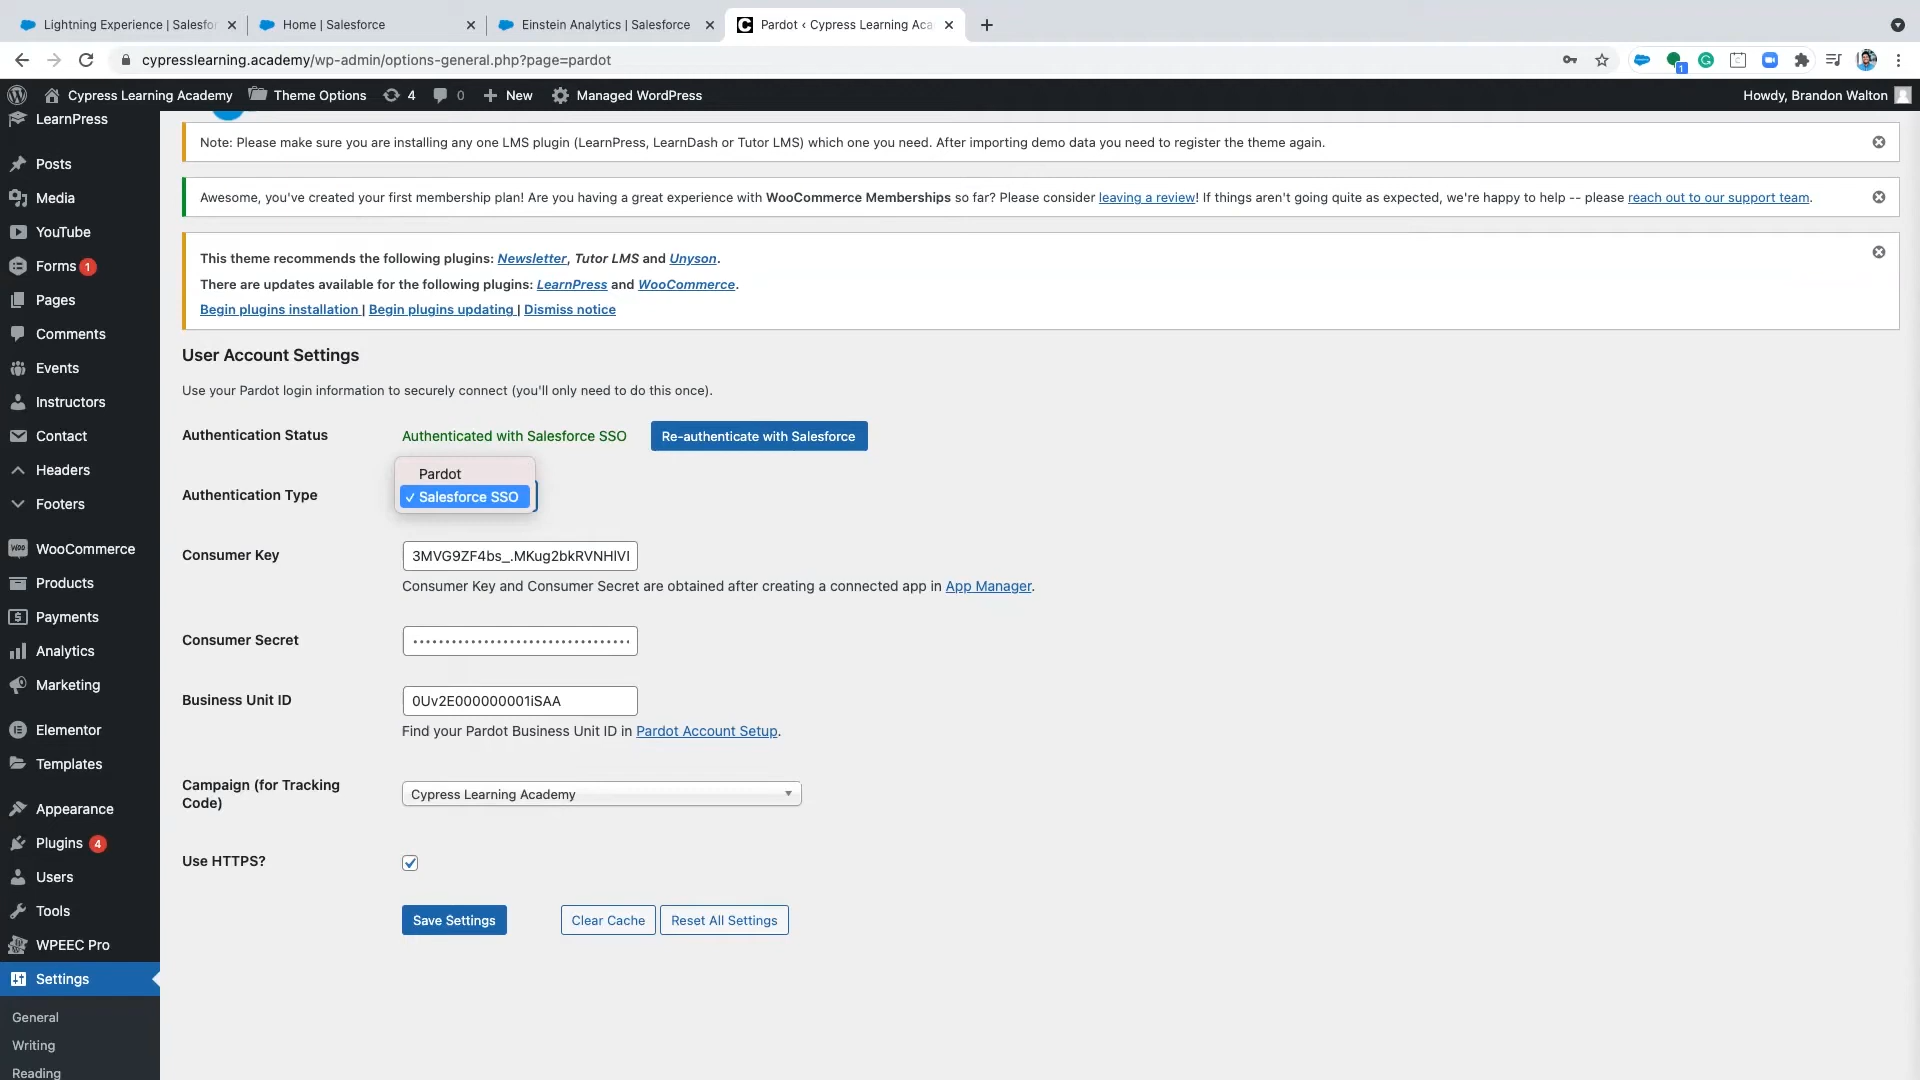 Lightning Experience | Salesfor
Home | Salesforce
Einstein Analytics | Salesforce
Pardot ‹ Cypress Learning Aca
cypresslearning.academy/wp-admin/options-general.php?page=pardot
1
Cypress Learning Academy
Theme Options
4
0
New
Managed WordPress
Howdy, Brandon Walton
LearnPress
Posts
Media
YouTube
Forms 1
Pages
Comments
Events
Instructors
Contact
Headers
Footers
WooCommerce
Products
Payments
Analytics
Marketing
Elementor
Templates
Appearance
Plugins 4
Users
Tools
WPEEC Pro
Settings
General
Writing
Reading
Note: Please make sure you are installing any one LMS plugin (LearnPress, LearnDash or Tutor LMS) which one you need. After importing demo data you need to register the theme again.
Awesome, you've created your first membership plan! Are you having a great experience with WooCommerce Memberships so far? Please consider leaving a review! If things aren't going quite as expected, we're happy to help -- please reach out to our support team.
This theme recommends the following plugins: Newsletter, Tutor LMS and Unyson.
There are updates available for the following plugins: LearnPress and WooCommerce.
Begin plugins installation | Begin plugins updating | Dismiss notice
User Account Settings
Use your Pardot login information to securely connect (you'll only need to do this once).
Authentication Status
Authenticated with Salesforce SSO
Re-authenticate with Salesforce
Authentication Type
Pardot
✓ Salesforce SSO
Consumer Key
3MVG9ZF4bs_.MKug2bkRVNHIVI
Consumer Key and Consumer Secret are obtained after creating a connected app in App Manager.
Consumer Secret
Business Unit ID
0Uv2E000000001iSAA
Find your Pardot Business Unit ID in Pardot Account Setup.
Campaign (for Tracking
Code)
Cypress Learning Academy
Use HTTPS?
Save Settings
Clear Cache
Reset All Settings